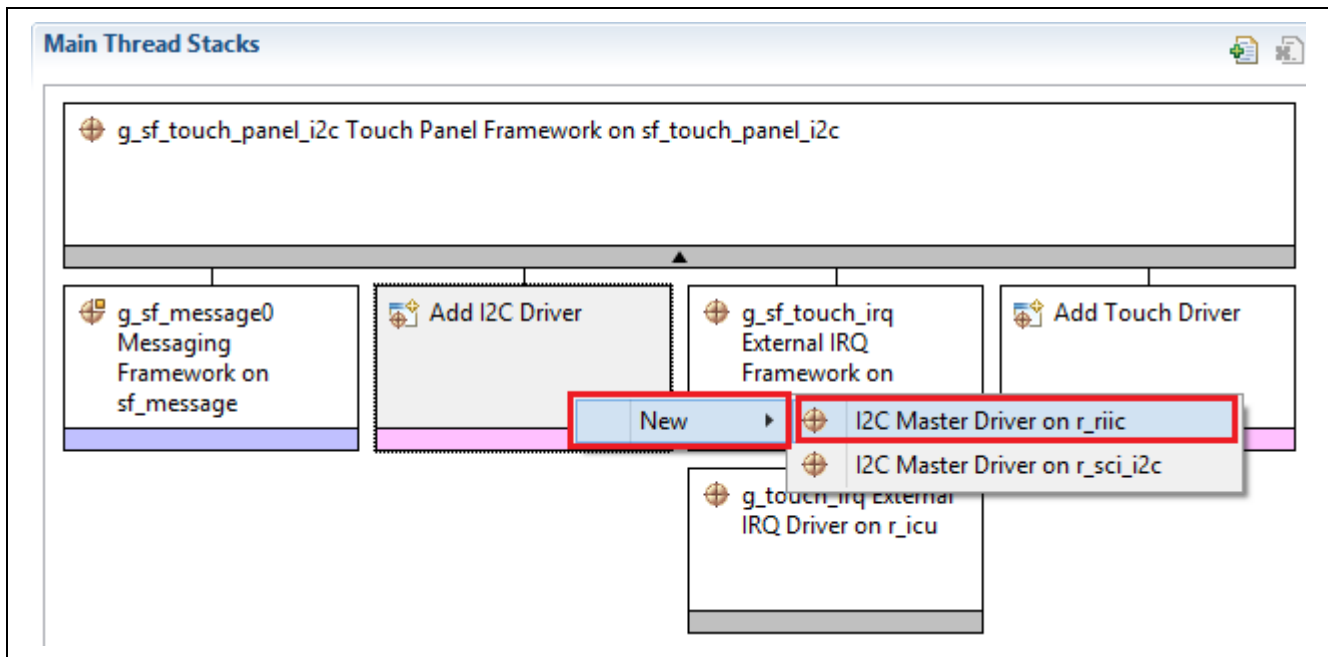 Main Thread Stacks
g_sf_touch_panel_i2c Touch Panel Framework on sf_touch_panel_i2c
g_sf_message0
Messaging
Framework on
sf_message
Add I2C Driver
g_sf_touch_irq
External IRQ
Framework on
Add Touch Driver
New
I2C Master Driver on r_riic
I2C Master Driver on r_sci_i2c
g_touch_irq External
IRQ Driver on r_icu